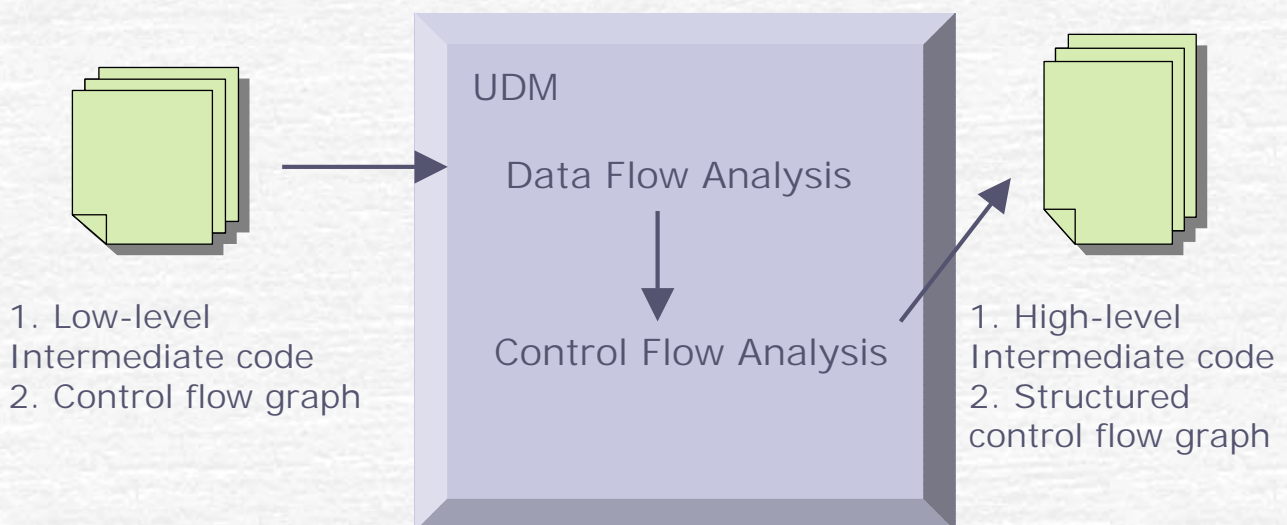 UDM
Data Flow Analysis
Control Flow Analysis
1. Low-level
Intermediate code
2. Control flow graph
1. High-level
Intermediate code
2. Structured
control flow graph